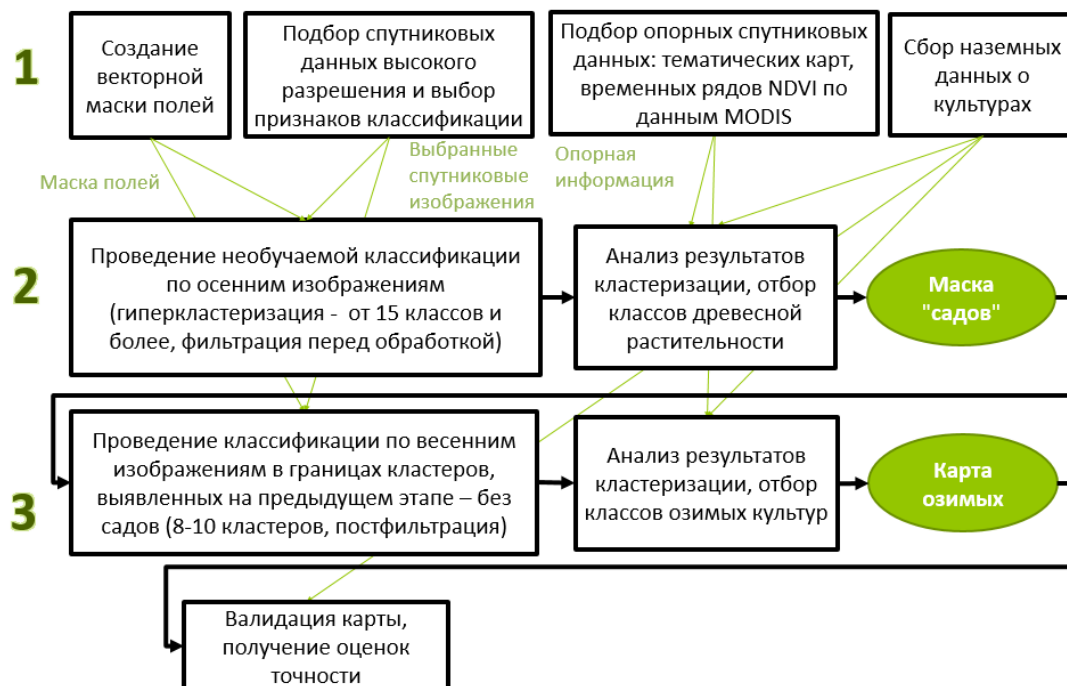 1
Создание
векторной
маски полей
Подбор спутниковых
данных высокого
разрешения и выбор
признаков классификации
Подбор опорных спутниковых
данных: тематических карт,
временных рядов NDVI по
данным MODIS
Сбор наземных
данных о
культурах
Маска полей
Выбранные
спутниковые
изображения
Опорная
информация
2
Проведение необучаемой классификации
по осенним изображениям
(гиперкластеризация - от 15 классов и
более, фильтрация перед обработкой)
Анализ результатов
кластеризации, отбор
классов древесной
растительности
Маска
"садов"
3
Проведение классификации по весенним
изображениям в границах кластеров,
выявленных на предыдущем этапе – без
садов (8-10 кластеров, постфильтрация)
Анализ результатов
кластеризации, отбор
классов озимых культур
Карта
озимых
Валидация карты,
получение оценок
точности